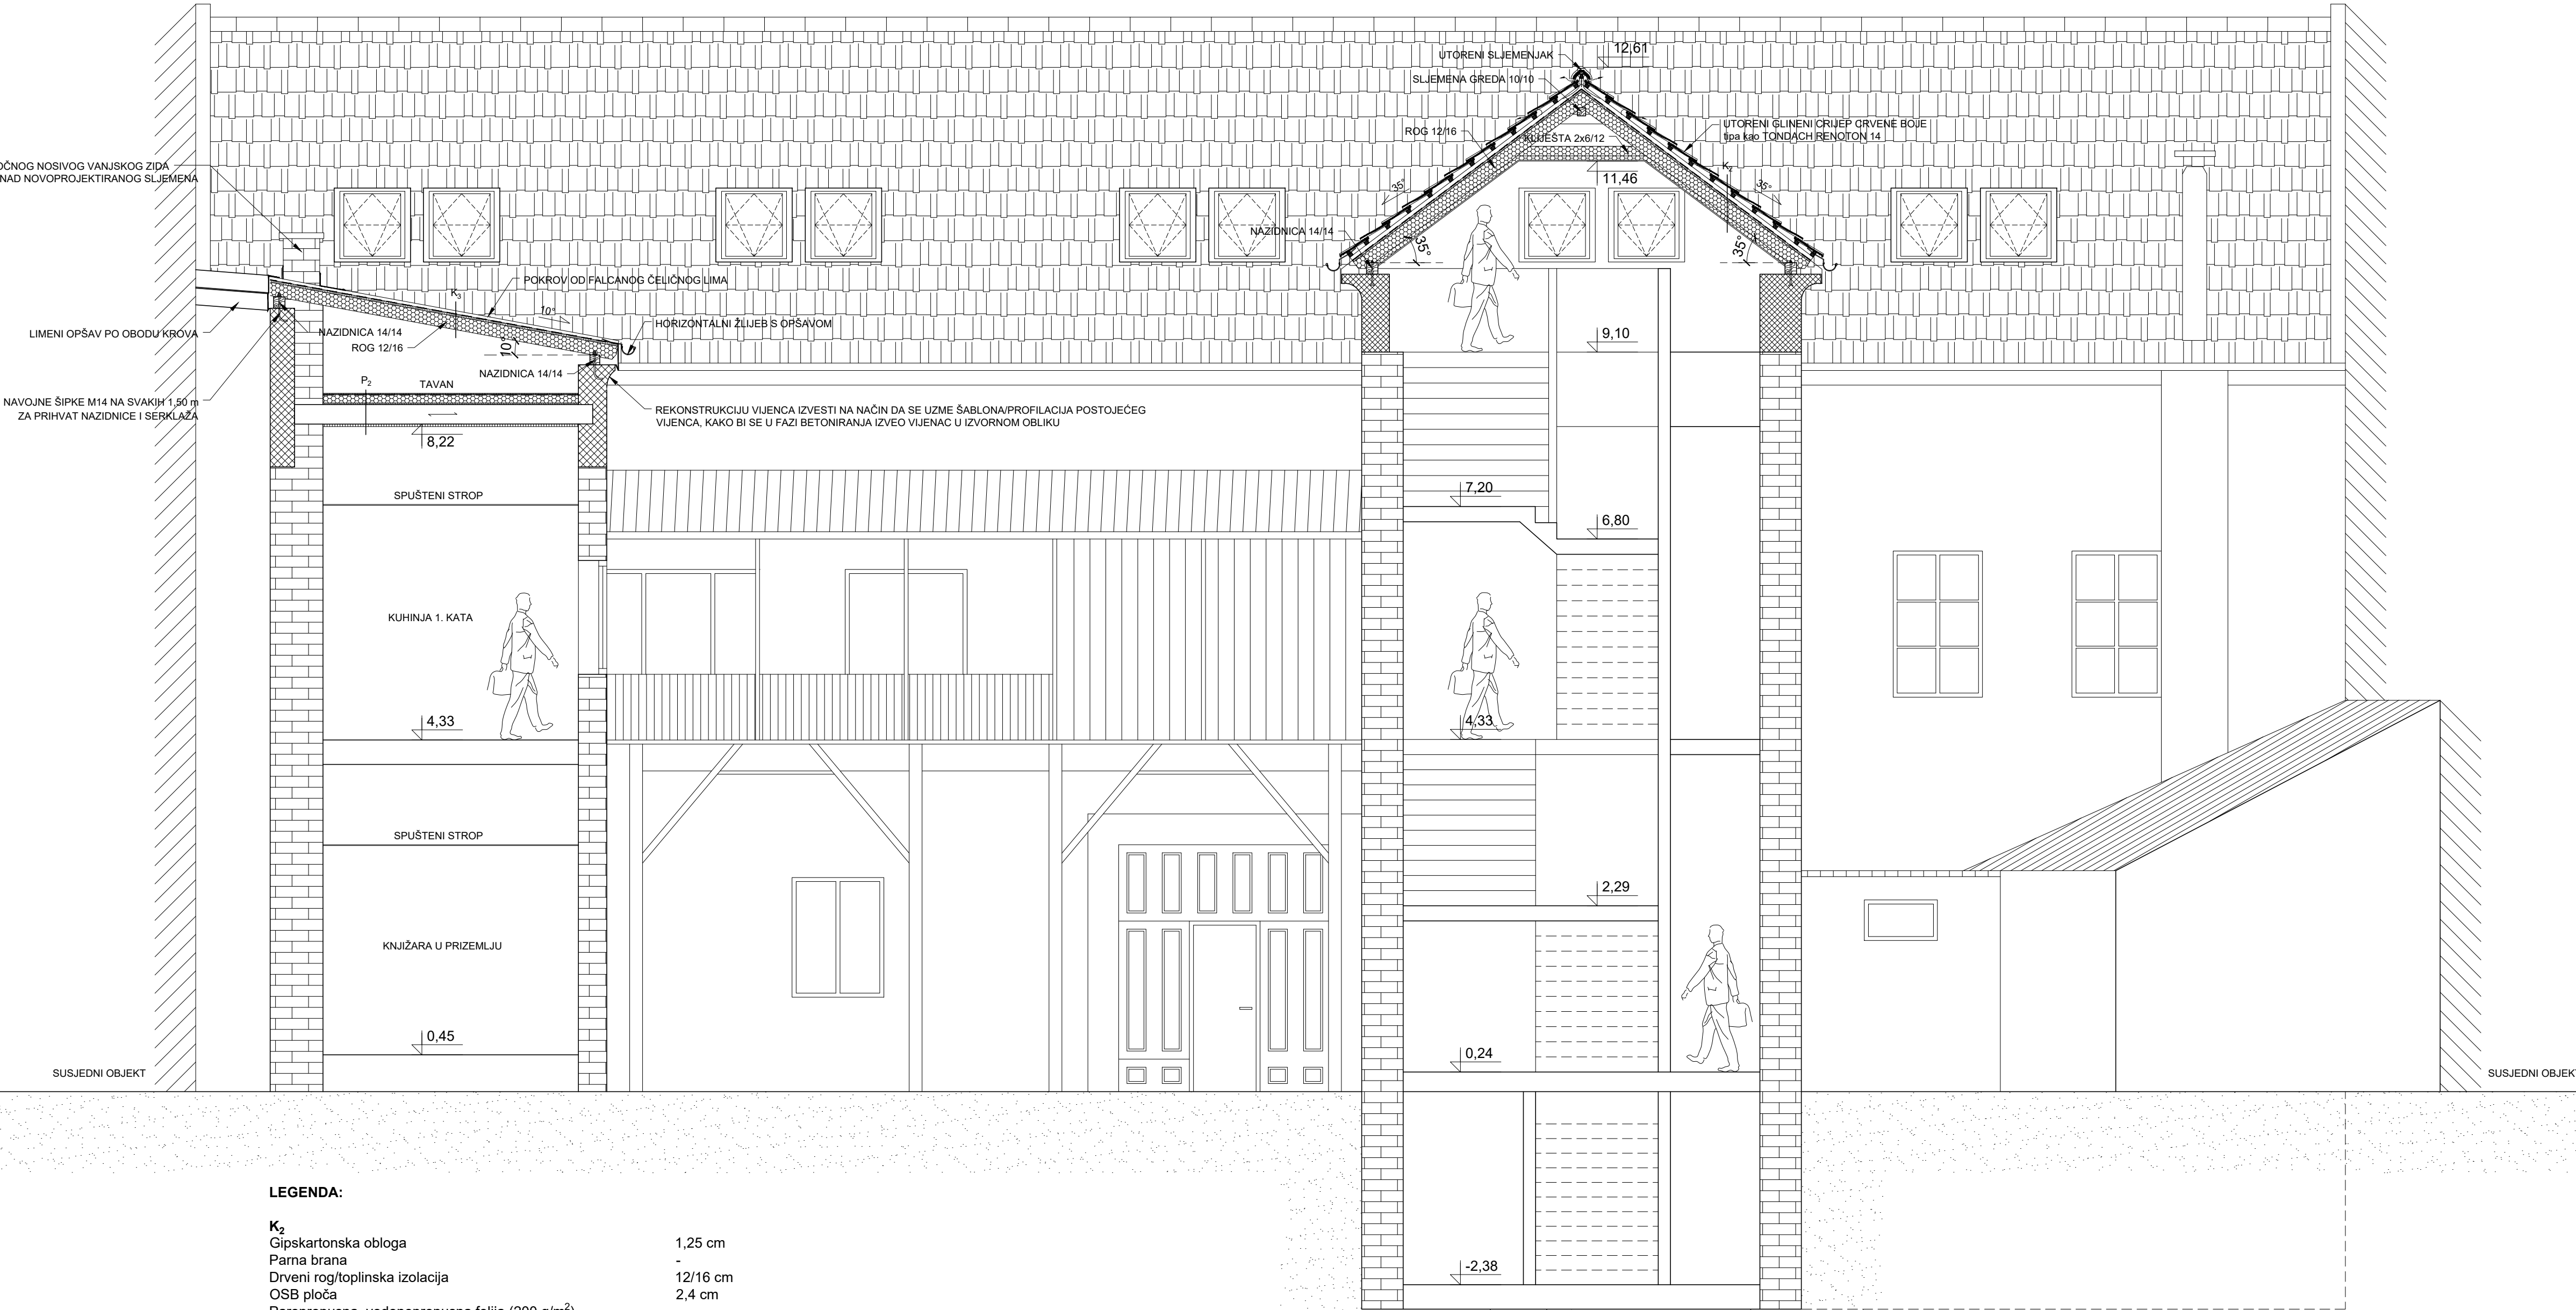 12,61
UTORENI SLJEMENJAK
SLJEMENA GREDA 10/10
ROG 12/16
KLIJEŠTA 2x6/12
UTORENI GLINENI CRIJEP CRVENE BOJE
tipa kao TONDACH RENOTON 14
K2
11,46
35°
35°
NAZIDNICA 14/14
35°
35°
NOSIVOG VANJSKOG ZIDA
NOVOPROJEKTIRANOG SLJEMENA
POKROV OD FALCANOG ČELIČNOG LIMA
K3
10°
LIMENI OPŠAV PO OBODU KROVA
NAZIDNICA 14/14
ROG 12/16
10°
HORIZONTALNI ŽLIJEB S OPŠAVOM
9,10
NAZIDNICA 14/14
P2
TAVAN
NAVOJNE ŠIPKE M14 NA SVAKIH 1,50 m
ZA PRIHVAT NAZIDNICE I SERKLAŽA
REKONSTRUKCIJU VIJENCA IZVESTI NA NAČIN DA SE UZME ŠABLONA/PROFILACIJA POSTOJEĆEG
VIJENCA, KAKO BI SE U FAZI BETONIRANJA IZVEO VIJENAC U IZVORNOM OBLIKU
8,22
SPUŠTENI STROP
7,20
6,80
KUHINJA 1. KATA
4,33
4,33
SPUŠTENI STROP
2,29
KNJIŽARA U PRIZEMLJU
0,45
0,24
SUSJEDNI OBJEKT
SUSJEDNI OBJEK
-2,38
LEGENDA:
K2
Gipskartonska obloga 1,25 cm
Parna brana -
Drveni rog/toplinska izolacija 12/16 cm
OSB ploča 2,4 cm